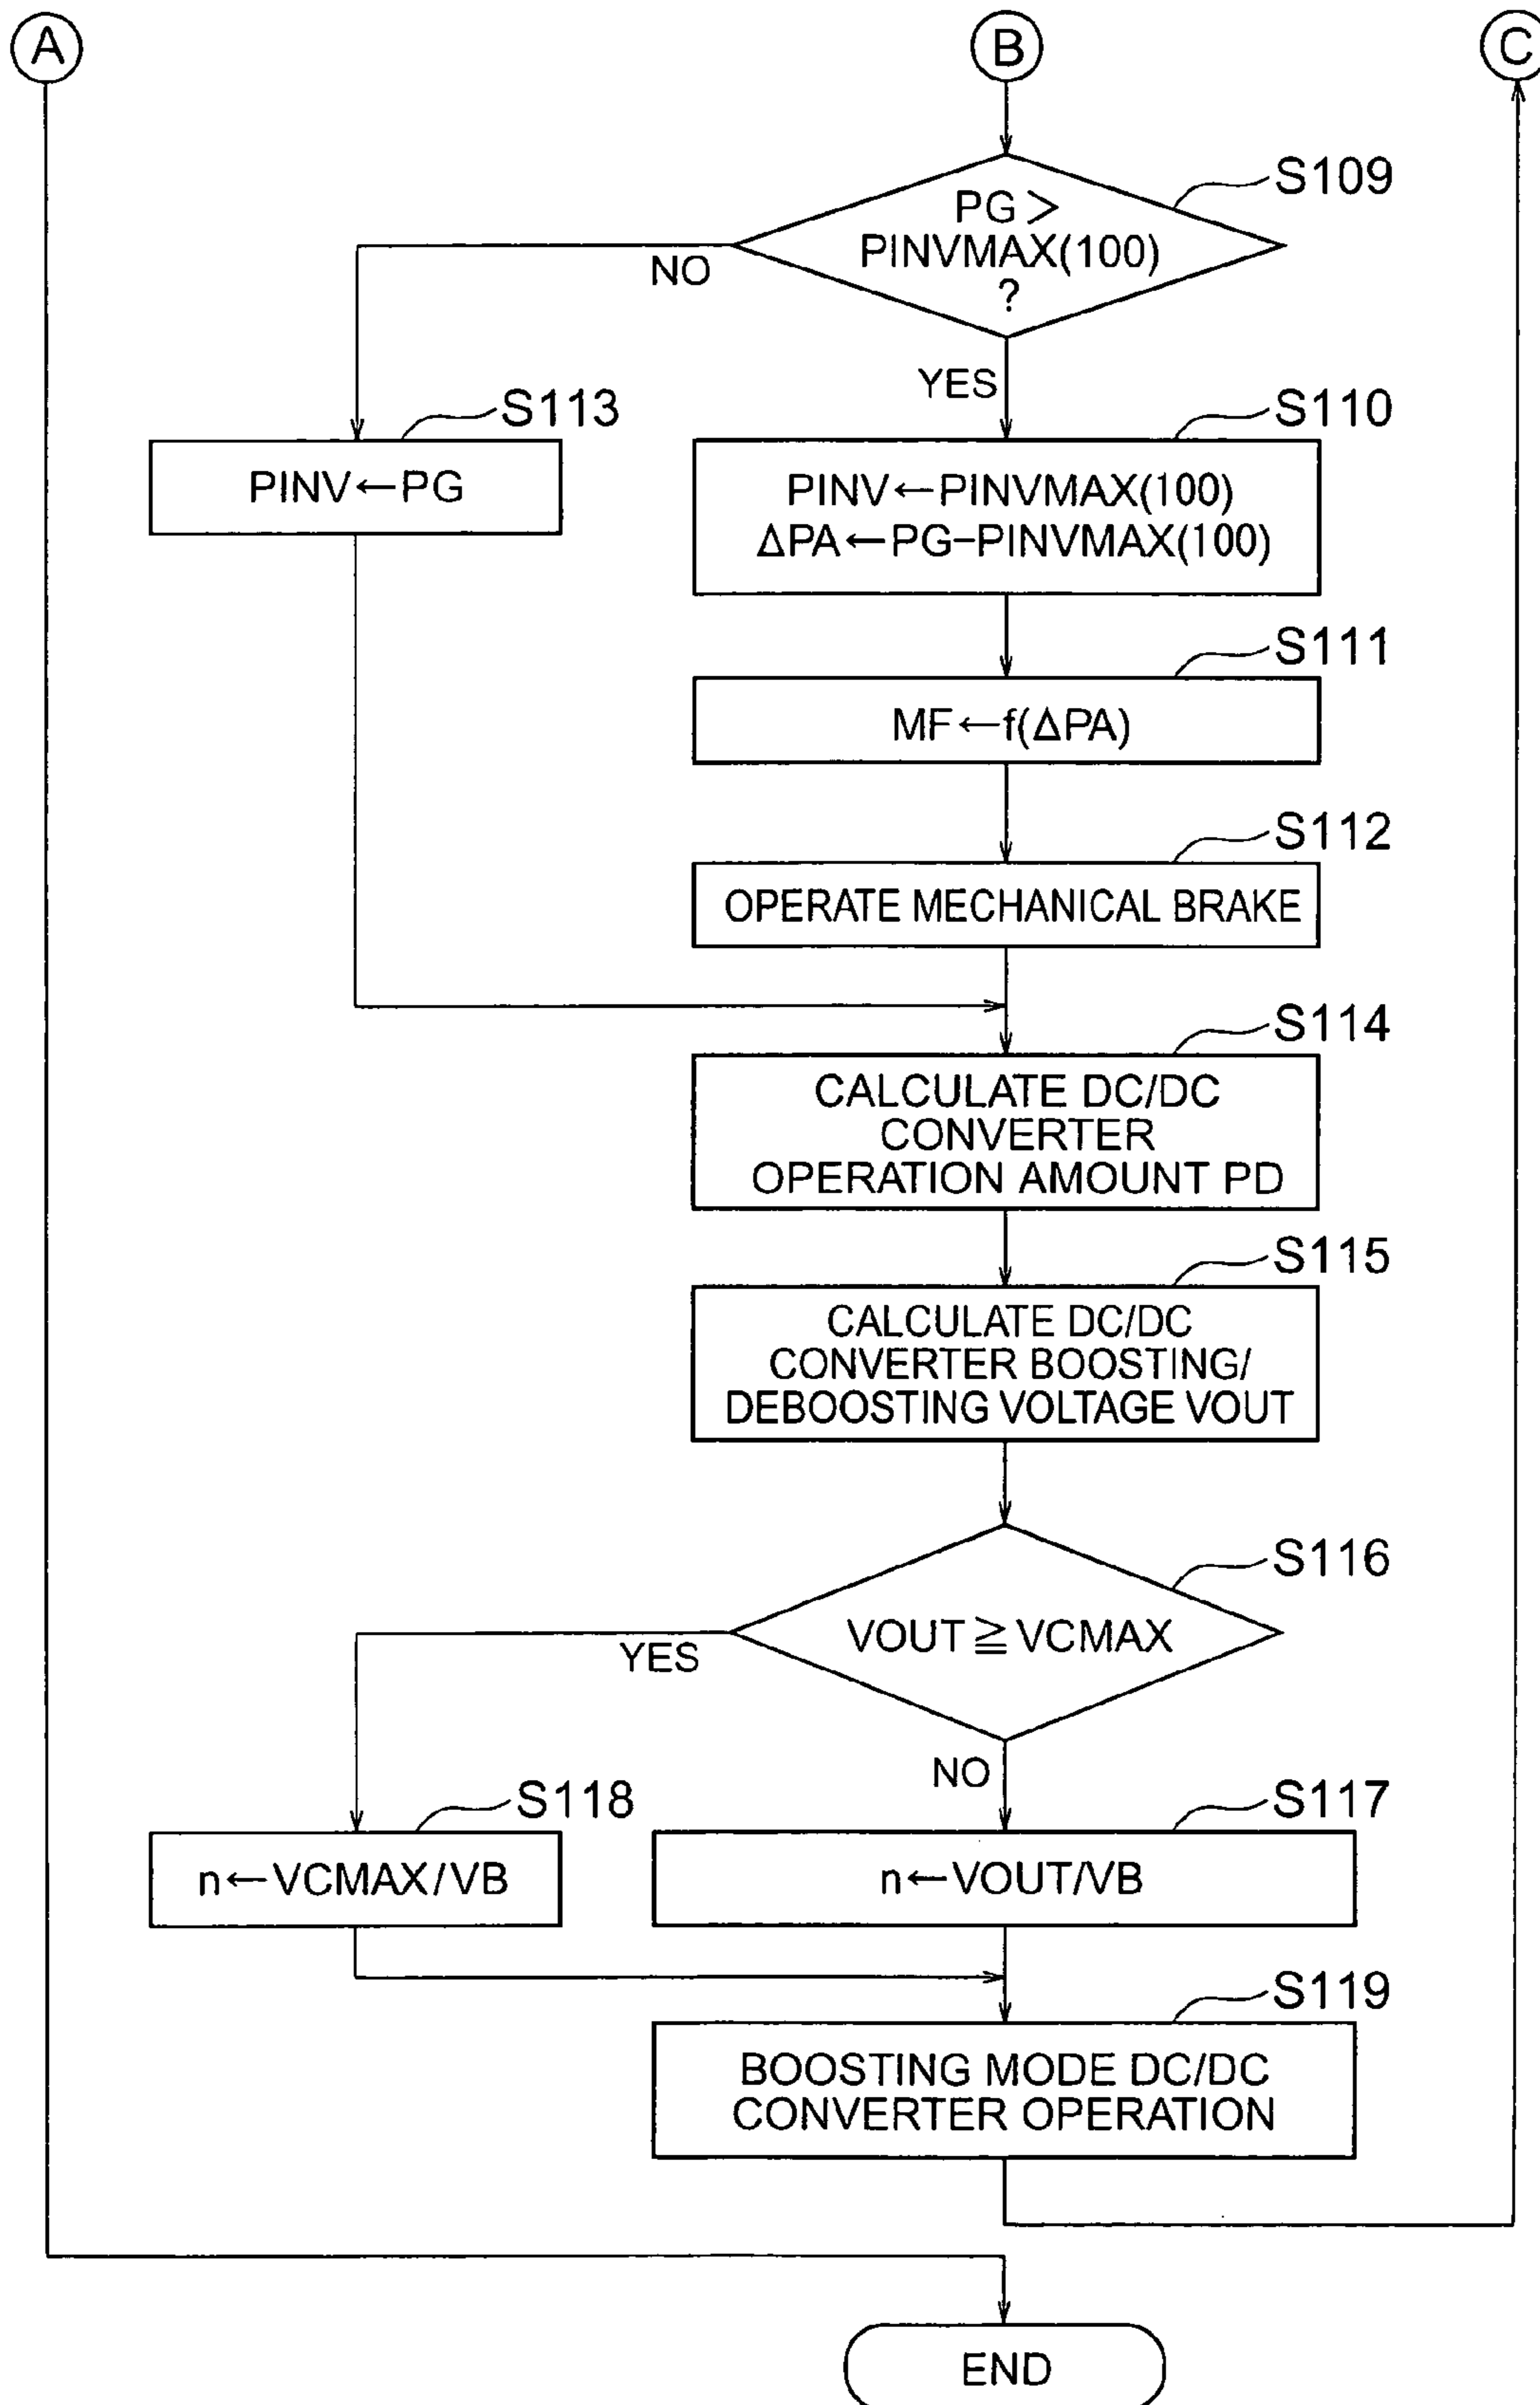 A
B
C
S109
PG >
PINVMAX(100)
?
NO
YES
S113
PINV←PG
S110
PINV←PINVMAX(100)
ΔPA←PG-PINVMAX(100)
S111
MF←f(ΔPA)
S112
OPERATE MECHANICAL BRAKE
S114
CALCULATE DC/DC
CONVERTER
OPERATION AMOUNT PD
S115
CALCULATE DC/DC
CONVERTER BOOSTING/
DEBOOSTING VOLTAGE VOUT
S116
VOUT≧VCMAX
YES
NO
S118
n←VCMAX/VB
S117
n←VOUT/VB
S119
BOOSTING MODE DC/DC
CONVERTER OPERATION
END